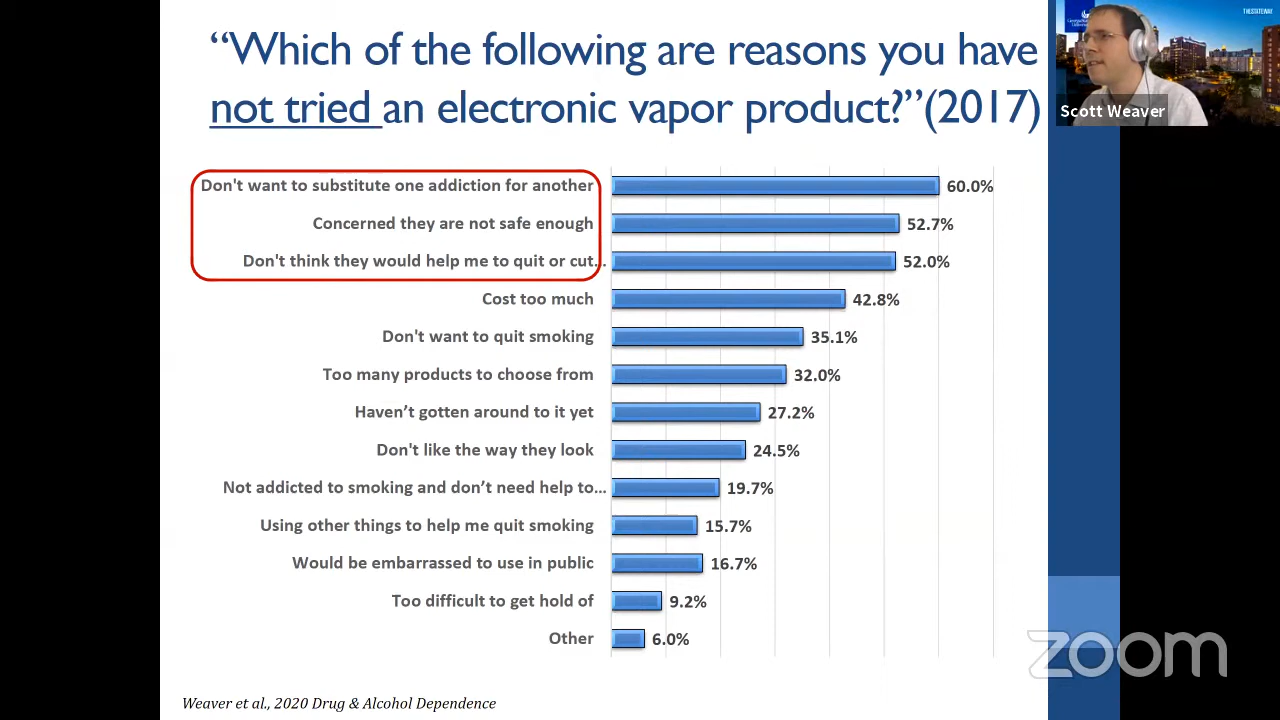 “Which of the following are reasons you have
not tried an electronic vapor product?”(2017)
THESTATEWAY
Scott Weaver
Don't want to substitute one addiction for another 60.0%
Concerned they are not safe enough 52.7%
Don't think they would help me to quit or cut... 52.0%
Cost too much 42.8%
Don't want to quit smoking 35.1%
Too many products to choose from 32.0%
Haven’t gotten around to it yet 27.2%
Don't like the way they look 24.5%
Not addicted to smoking and don’t need help to... 19.7%
Using other things to help me quit smoking 15.7%
Would be embarrassed to use in public 16.7%
Too difficult to get hold of 9.2%
Other 6.0%
zoom
Weaver et al., 2020 Drug & Alcohol Dependence